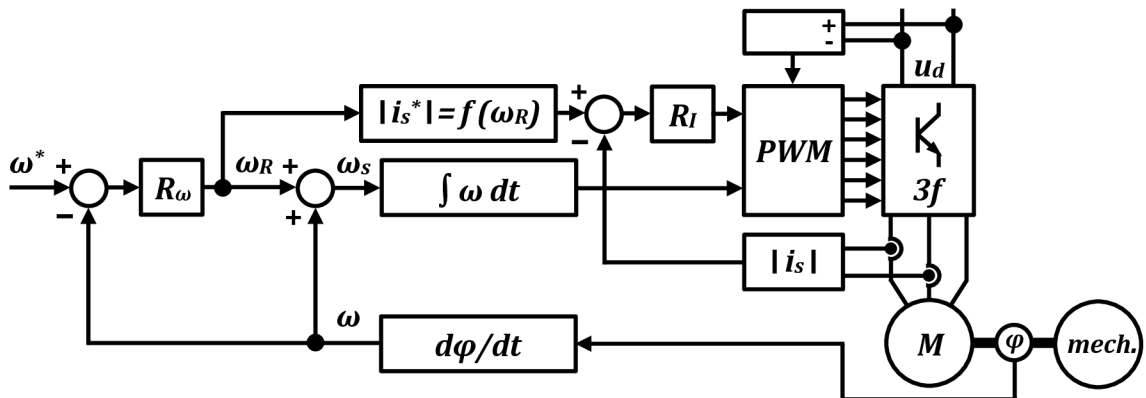 +
-
u_d
|i_s^*| = f(ω_R)
+
−
R_I
PWM
3f
ω^*
+
−
R_ω
ω_R
+
+
ω_s
∫ ω dt
|i_s|
ω
dφ/dt
M
φ
mech.